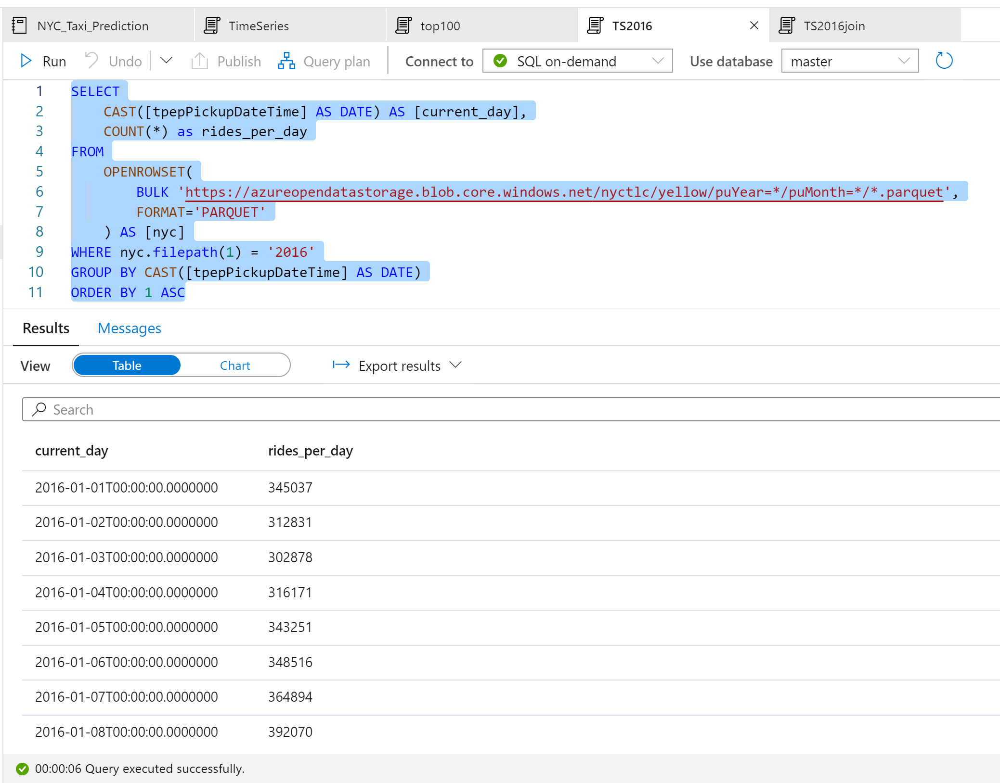 NYC_Taxi_Prediction TimeSeries top100 TS2016 TS2016join
Run Undo Publish Query plan Connect to SQL on-demand Use database master
1 SELECT
2 CAST([tpepPickupDateTime] AS DATE) AS [current_day],
3 COUNT(*) as rides_per_day
4 FROM
5 OPENROWSET(
6 BULK 'https://azureopendatastorage.blob.core.windows.net/nyctlc/yellow/puYear=*/puMonth=*/*.parquet',
7 FORMAT='PARQUET'
8 ) AS [nyc]
9 WHERE nyc.filepath(1) = '2016'
10 GROUP BY CAST([tpepPickupDateTime] AS DATE)
11 ORDER BY 1 ASC
Results Messages
View Table Chart Export results
Search
current_day rides_per_day
2016-01-01T00:00:00.0000000 345037
2016-01-02T00:00:00.0000000 312831
2016-01-03T00:00:00.0000000 302878
2016-01-04T00:00:00.0000000 316171
2016-01-05T00:00:00.0000000 343251
2016-01-06T00:00:00.0000000 348516
2016-01-07T00:00:00.0000000 364894
2016-01-08T00:00:00.0000000 392070
00:00:06 Query executed successfully.